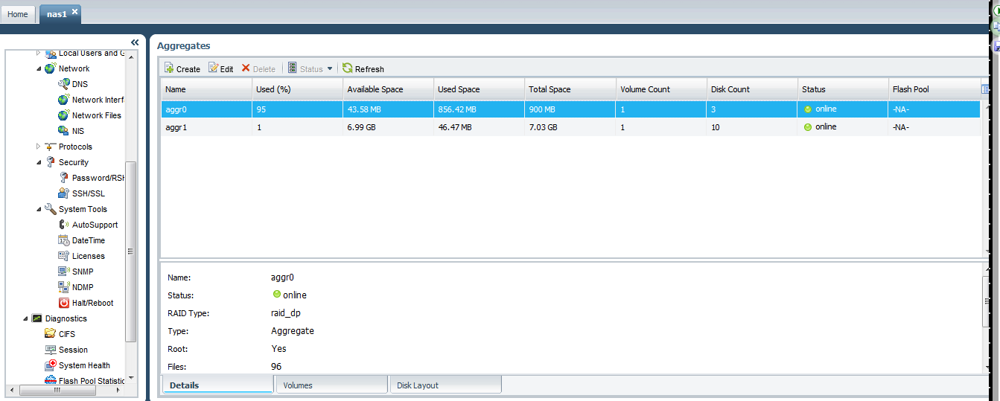 Home
nas1
Local Users and G
Network
DNS
Network Interf
Network Files
NIS
Protocols
Security
Password/RSH
SSH/SSL
System Tools
AutoSupport
DateTime
Licenses
SNMP
NDMP
Halt/Reboot
Diagnostics
CIFS
Session
System Health
Flash Pool Statistic
Aggregates
Create Edit Delete Status Refresh
Name Used (%) Available Space Used Space Total Space Volume Count Disk Count Status Flash Pool
aggr0 95 43.58 MB 856.42 MB 900 MB 1 3 online -NA-
aggr1 1 6.99 GB 46.47 MB 7.03 GB 1 10 online -NA-
Name: aggr0
Status: online
RAID Type: raid_dp
Type: Aggregate
Root: Yes
Files: 96
Details Volumes Disk Layout